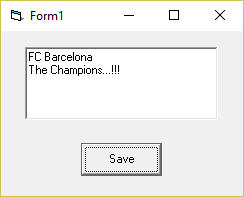 Form1
FC Barcelona
The Champions...!!!
Save